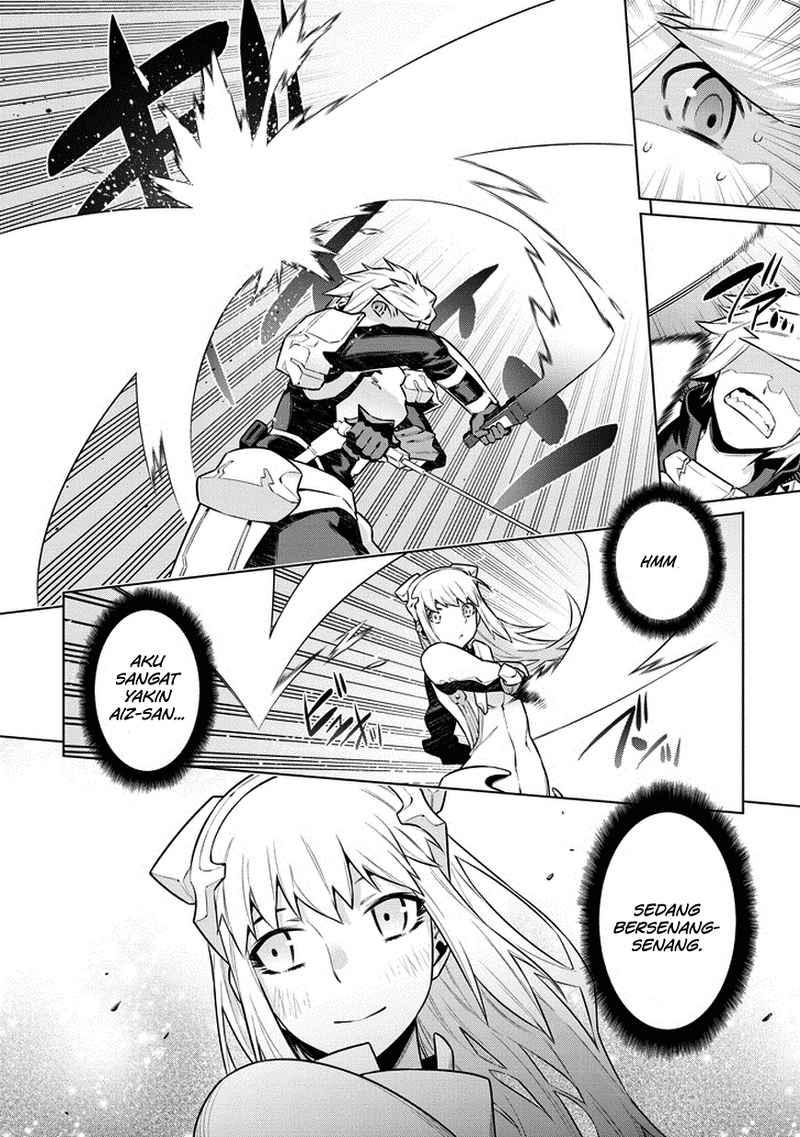 HMM
AKU
SANGAT
YAKIN
AIZ-SAN...
SEDANG
BERSENANG-
SENANG.